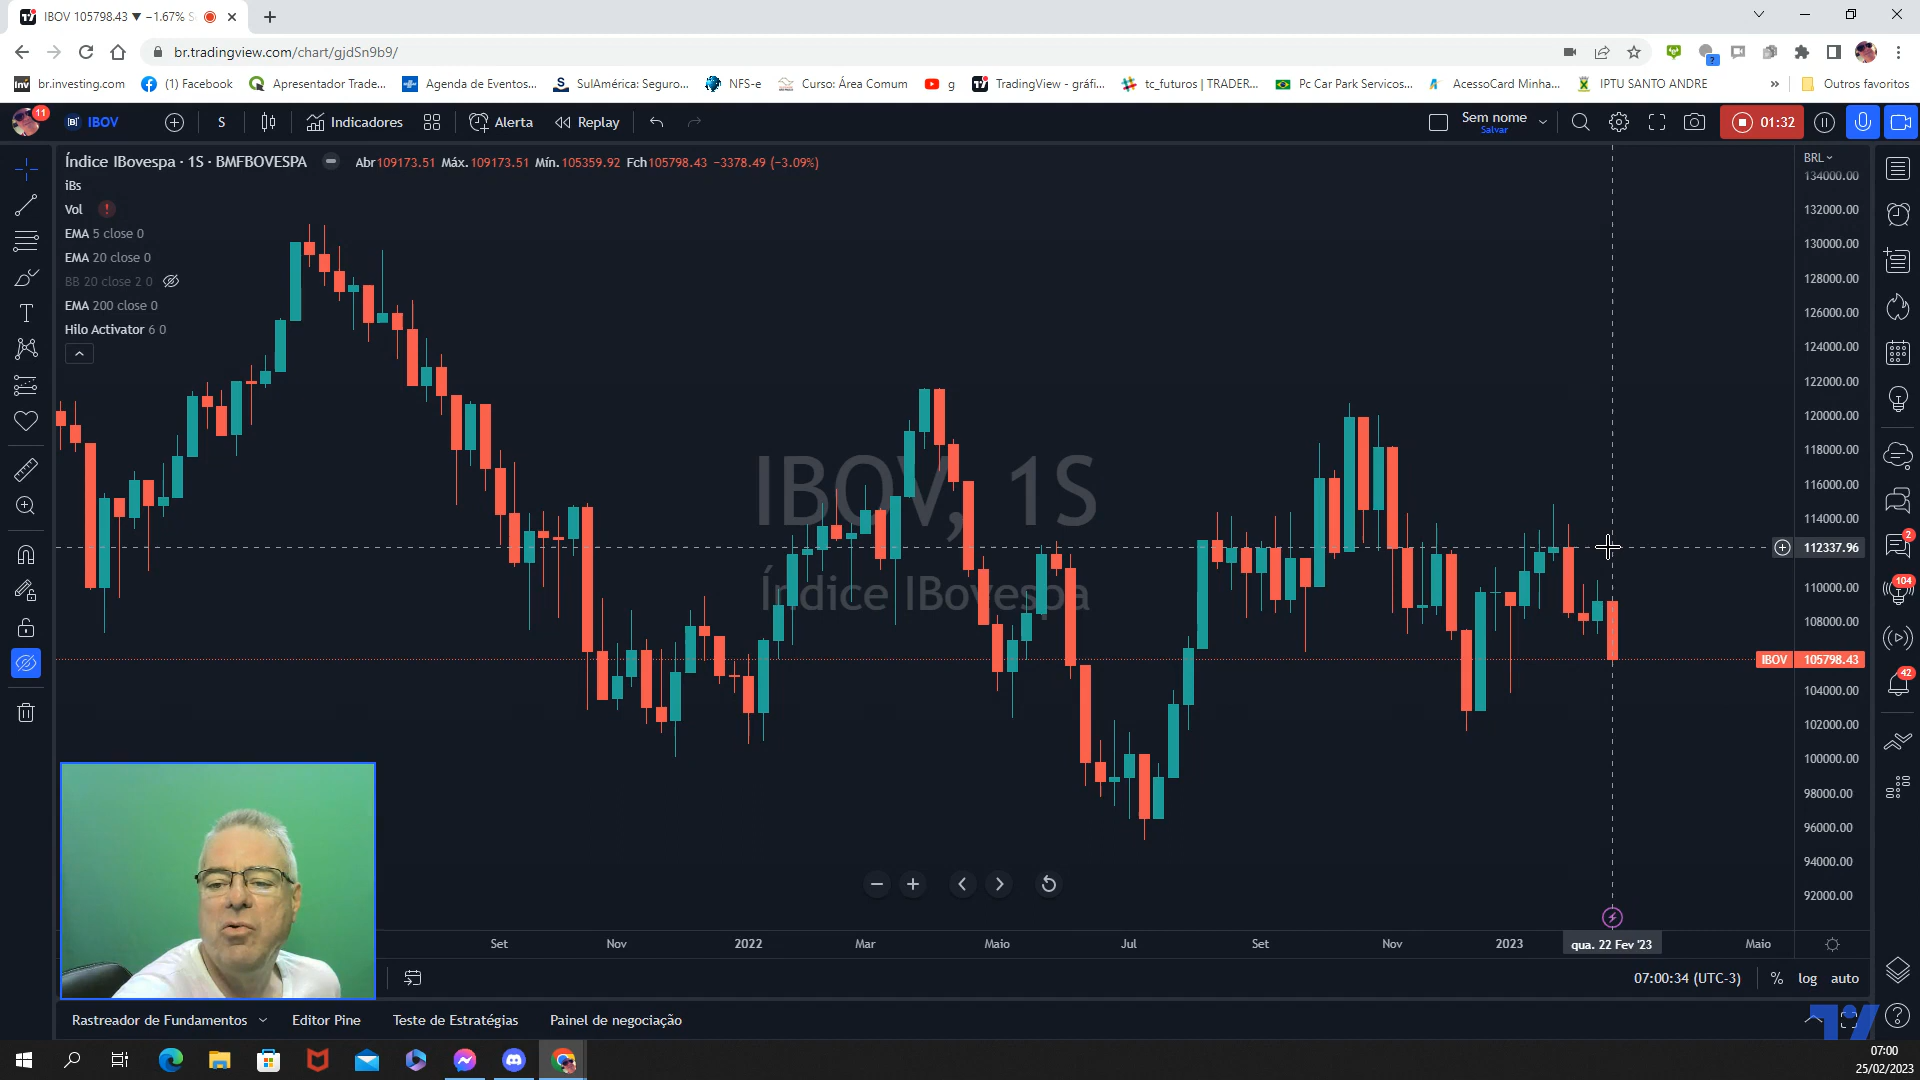 IBOV 105798.43 ▼ −1.67% S
br.tradingview.com/chart/gjdSn9b9/
br.investing.com
(1) Facebook
Apresentador Trade...
Agenda de Eventos...
SulAmérica: Seguro...
NFS-e
Curso: Área Comum
g
TradingView - gráfi...
tc_futuros | TRADER...
Pc Car Park Servicos...
AcessoCard Minha...
IPTU SANTO ANDRE
»
Outros favoritos
11
IBOV
S
Indicadores
Alerta
Replay
Sem nome
Salvar
01:32
Índice IBovespa · 1S · BMFBOVESPA
Abr109173.51 Máx.109173.51 Mín.105359.92 Fch105798.43 −3378.49 (−3.09%)
iBs
Vol
EMA 5 close 0
EMA 20 close 0
BB 20 close 2 0
EMA 200 close 0
Hilo Activator 6 0
IBOV, 1S
Índice IBovespa
BRL
134000.00
132000.00
130000.00
128000.00
126000.00
124000.00
122000.00
120000.00
118000.00
116000.00
114000.00
112337.96
110000.00
108000.00
IBOV 105798.43
104000.00
102000.00
100000.00
98000.00
96000.00
94000.00
92000.00
2
104
42
Set
Nov
2022
Mar
Maio
Jul
Set
Nov
2023
qua. 22 Fev '23
Maio
07:00:34 (UTC-3)
%
log
auto
Rastreador de Fundamentos
Editor Pine
Teste de Estratégias
Painel de negociação
07:00
25/02/2023